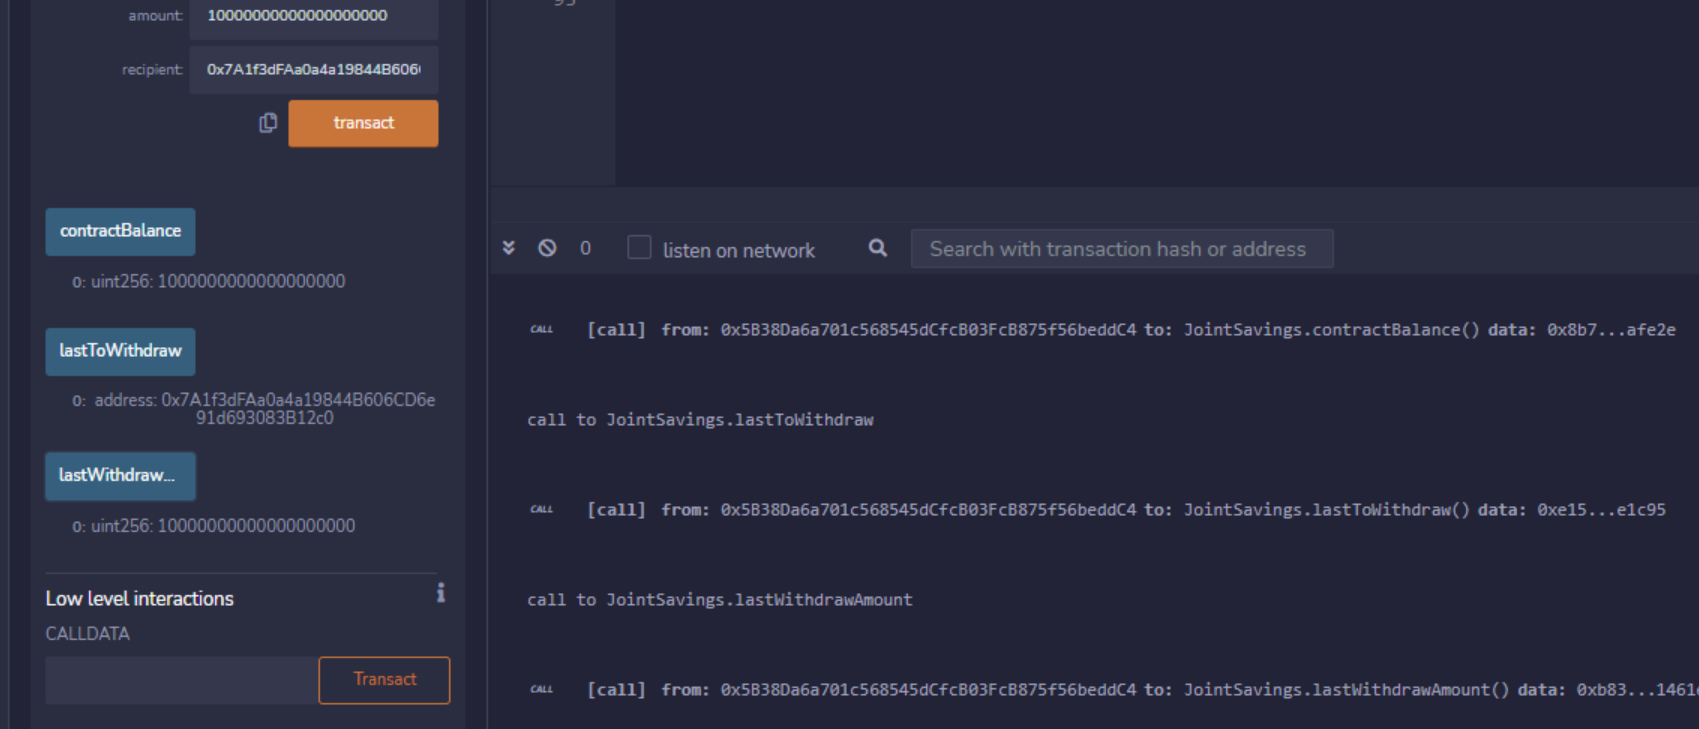 amount: 10000000000000000000
95
recipient: 0x7A1f3dFAa0a4a19844B606
transact
contractBalance
0: uint256: 1000000000000000000
0 listen on network Search with transaction hash or address
CALL [call] from: 0x5B38Da6a701c568545dCfcB03FcB875f56beddC4 to: JointSavings.contractBalance() data: 0x8b7...afe2e
lastToWithdraw
0: address: 0x7A1f3dFAa0a4a19844B606CD6e
91d693083B12c0
call to JointSavings.lastToWithdraw
lastWithdraw...
0: uint256: 10000000000000000000
CALL [call] from: 0x5B38Da6a701c568545dCfcB03FcB875f56beddC4 to: JointSavings.lastToWithdraw() data: 0xe15...e1c95
Low level interactions
CALLDATA
Transact
call to JointSavings.lastWithdrawAmount
CALL [call] from: 0x5B38Da6a701c568545dCfcB03FcB875f56beddC4 to: JointSavings.lastWithdrawAmount() data: 0xb83...1461